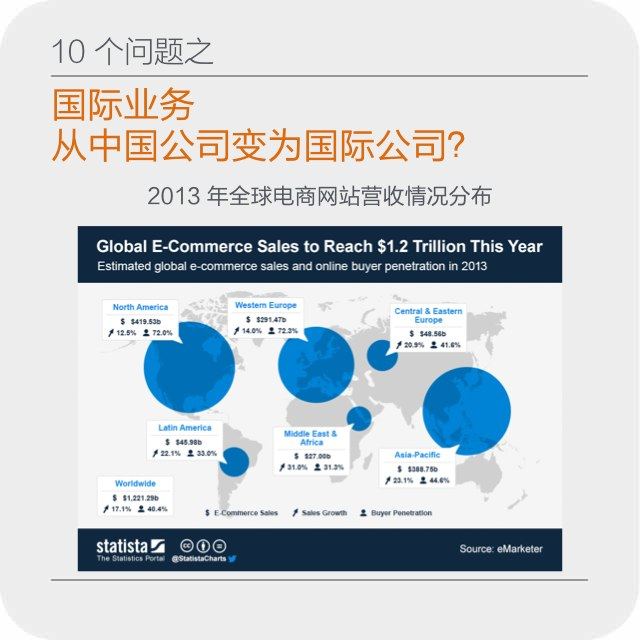 10 个问题之
国际业务
从中国公司变为国际公司?
2013 年全球电商网站营收情况分布
Global E-Commerce Sales to Reach $1.2 Trillion This Year
Estimated global e-commerce sales and online buyer penetration in 2013
North America
$ $419.53b
12.5% 72.0%
Western Europe
$ $291.47b
14.0% 72.3%
Central & Eastern
Europe
$ $48.56b
20.9% 41.6%
Latin America
$ $45.98b
22.1% 33.0%
Middle East &
Africa
$ $27.00b
31.0% 31.3%
Asia-Pacific
$ $388.75b
23.1% 44.6%
Worldwide
$ $1,221.29b
17.1% 40.4%
$ E-Commerce Sales Sales Growth Buyer Penetration
statista
The Statistics Portal
@StatistaCharts
Source: eMarketer